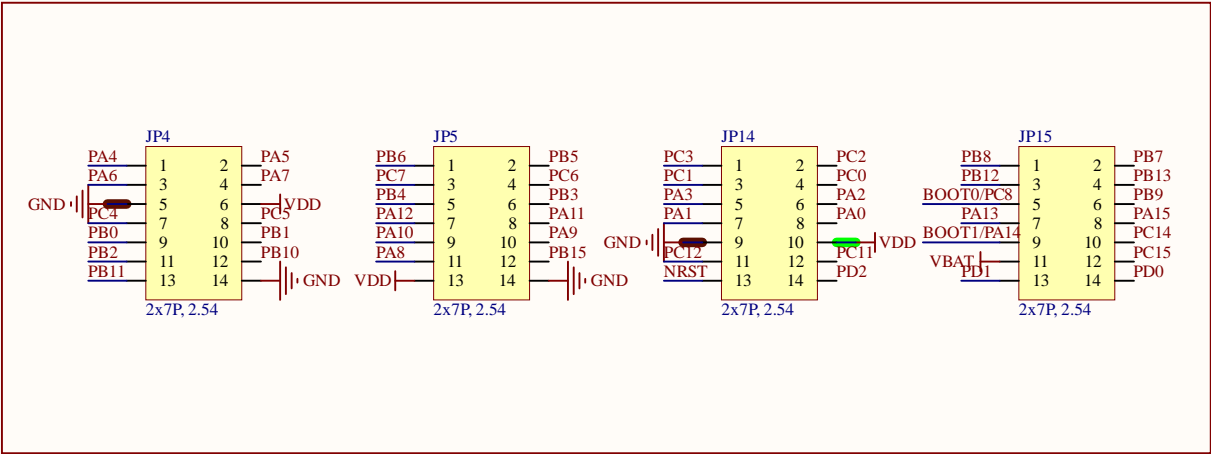 JP4 JP5 JP14 JP15
PA4 1 2 PA5 PB6 1 2 PB5 PC3 1 2 PC2 PB8 1 2 PB7
PA6 3 4 PA7 PC7 3 4 PC6 PC1 3 4 PC0 PB12 3 4 PB13
GND 5 6 VDD PB4 5 6 PB3 PA3 5 6 PA2 BOOT0/PC8 5 6 PB9
PC4 7 8 PC5 PA12 7 8 PA11 PA1 7 8 PA0 PA13 7 8 PA15
PB0 9 10 PB1 PA10 9 10 PA9 GND 9 10 VDD BOOT1/PA14 9 10 PC14
PB2 11 12 PB10 PA8 11 12 PB15 PC12 11 12 PC11 VBAT 11 12 PC15
PB11 13 14 GND VDD 13 14 GND NRST 13 14 PD2 PD1 13 14 PD0
2x7P, 2.54 2x7P, 2.54 2x7P, 2.54 2x7P, 2.54